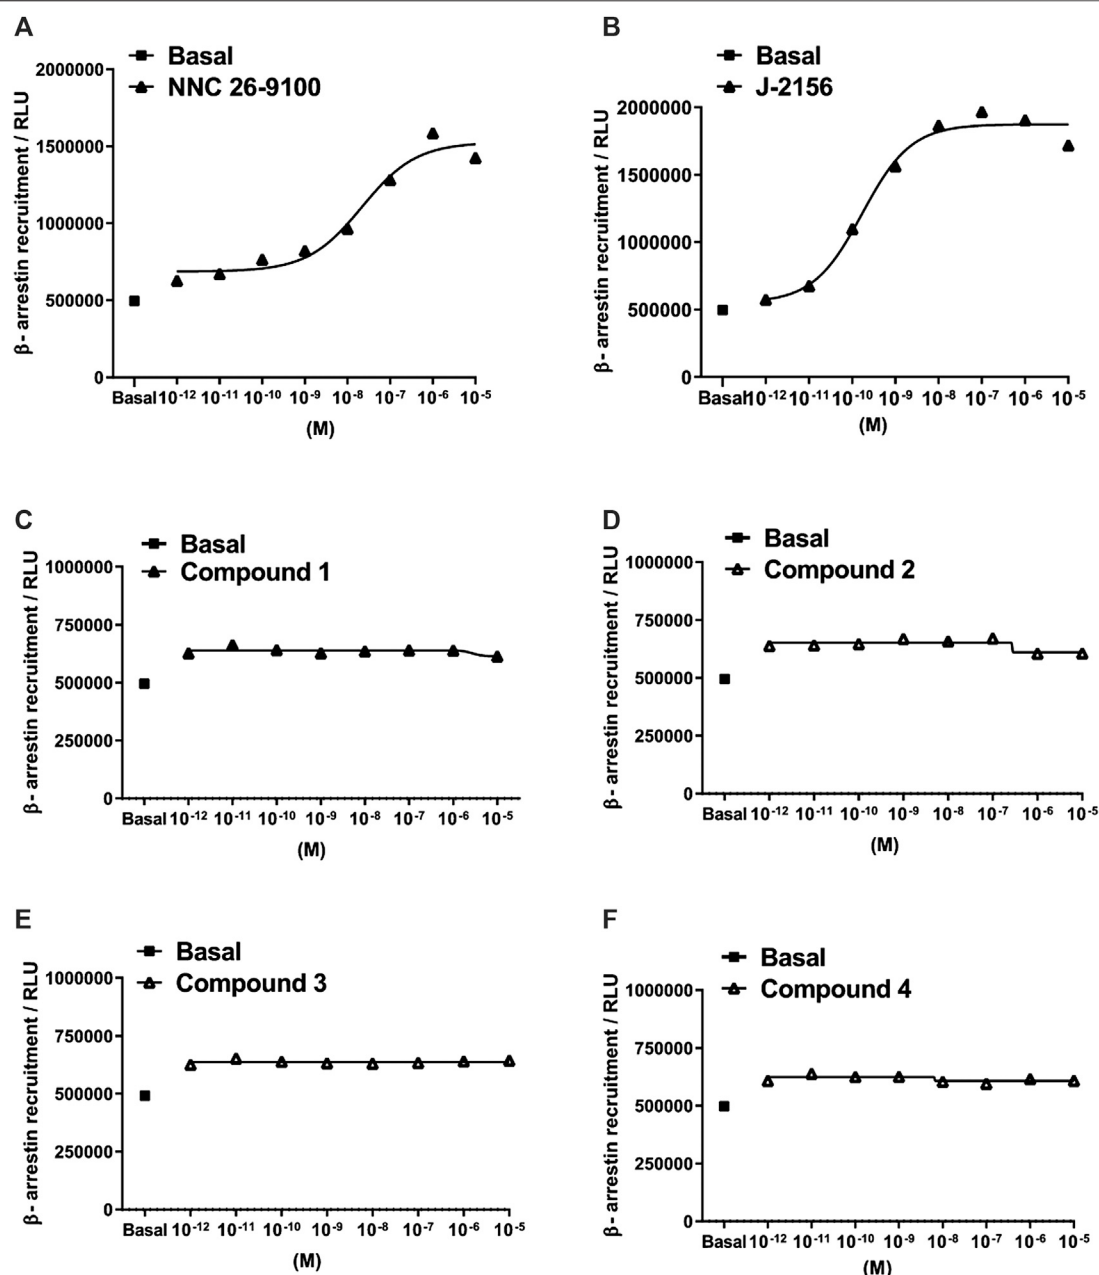 A
Basal
NNC 26-9100
β- arrestin recruitment / RLU
2000000
1500000
1000000
500000
0
Basal 10-12 10-11 10-10 10-9 10-8 10-7 10-6 10-5
(M)
B
Basal
J-2156
β- arrestin recruitment / RLU
2000000
1500000
1000000
500000
0
Basal 10-12 10-11 10-10 10-9 10-8 10-7 10-6 10-5
(M)
C
Basal
Compound 1
β- arrestin recruitment / RLU
1000000
750000
500000
250000
0
Basal 10-12 10-11 10-10 10-9 10-8 10-7 10-6 10-5
(M)
D
Basal
Compound 2
β- arrestin recruitment / RLU
1000000
750000
500000
250000
0
Basal 10-12 10-11 10-10 10-9 10-8 10-7 10-6 10-5
(M)
E
Basal
Compound 3
β- arrestin recruitment / RLU
1000000
750000
500000
250000
0
Basal 10-12 10-11 10-10 10-9 10-8 10-7 10-6 10-5
(M)
F
Basal
Compound 4
β- arrestin recruitment / RLU
1000000
750000
500000
250000
0
Basal 10-12 10-11 10-10 10-9 10-8 10-7 10-6 10-5
(M)